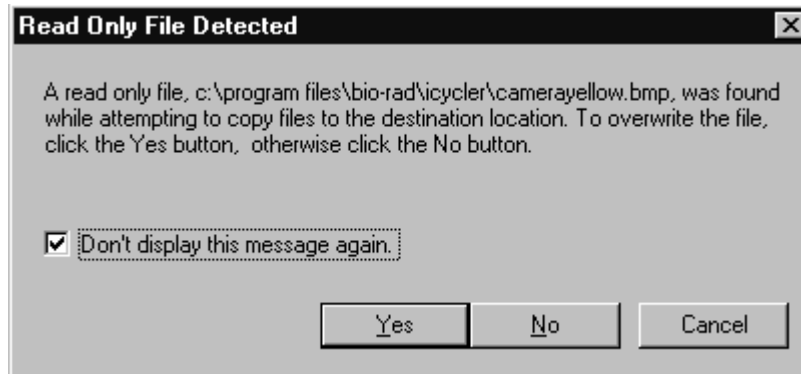 Read Only File Detected
A read only file, c:\program files\bio-rad\icycler\camerayellow.bmp, was found
while attempting to copy files to the destination location. To overwrite the file,
click the Yes button,  otherwise click the No button.
Don't display this message again.
Yes No Cancel